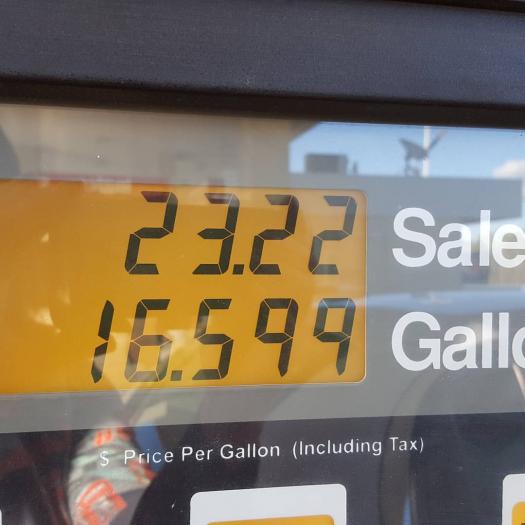 23.22 Sale
16.599 Gallo
$ Price Per Gallon (Including Tax)